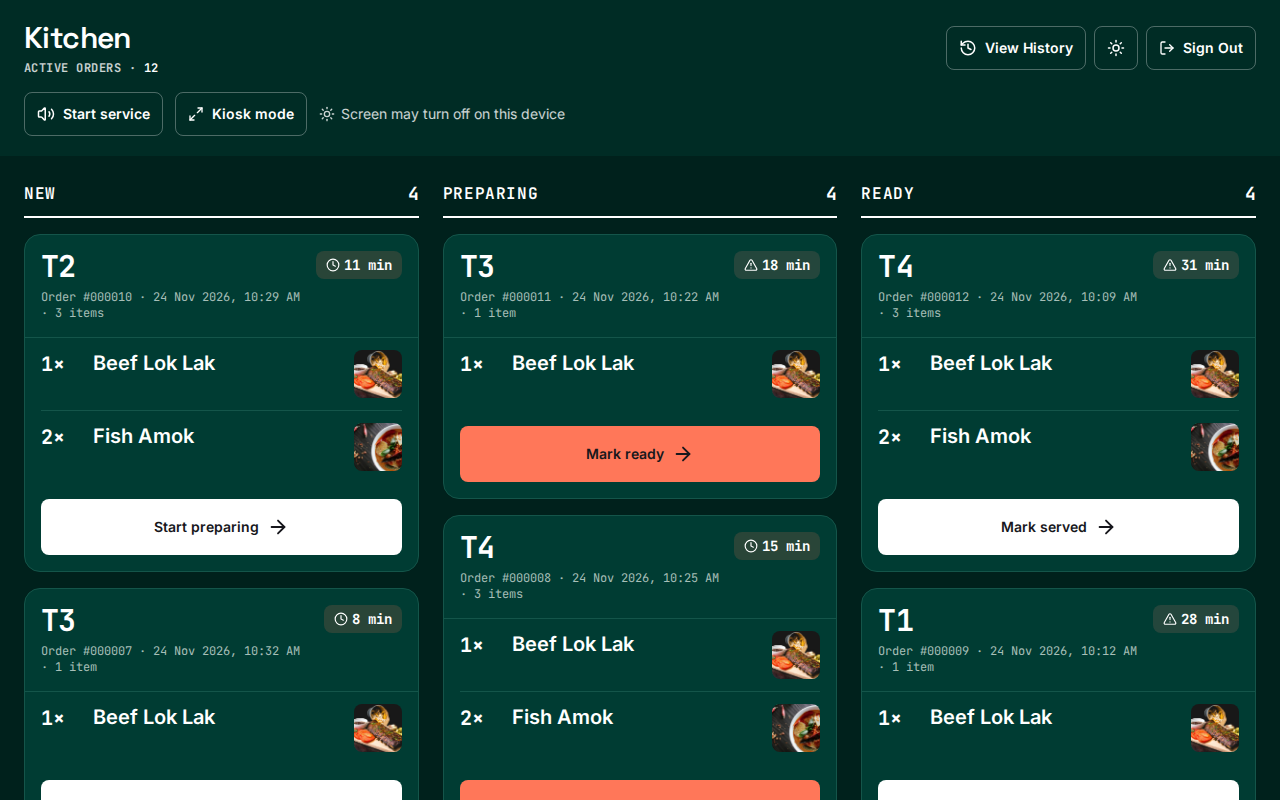 Kitchen
ACTIVE ORDERS · 12
View History
Sign Out
Start service
Kiosk mode
Screen may turn off on this device
NEW 4
T2
11 min
Order #000010 · 24 Nov 2026, 10:29 AM
· 3 items
1× Beef Lok Lak
2× Fish Amok
Start preparing
T3
8 min
Order #000007 · 24 Nov 2026, 10:32 AM
· 1 item
1× Beef Lok Lak
PREPARING 4
T3
18 min
Order #000011 · 24 Nov 2026, 10:22 AM
· 1 item
1× Beef Lok Lak
Mark ready
T4
15 min
Order #000008 · 24 Nov 2026, 10:25 AM
· 3 items
1× Beef Lok Lak
2× Fish Amok
READY 4
T4
31 min
Order #000012 · 24 Nov 2026, 10:09 AM
· 3 items
1× Beef Lok Lak
2× Fish Amok
Mark served
T1
28 min
Order #000009 · 24 Nov 2026, 10:12 AM
· 1 item
1× Beef Lok Lak